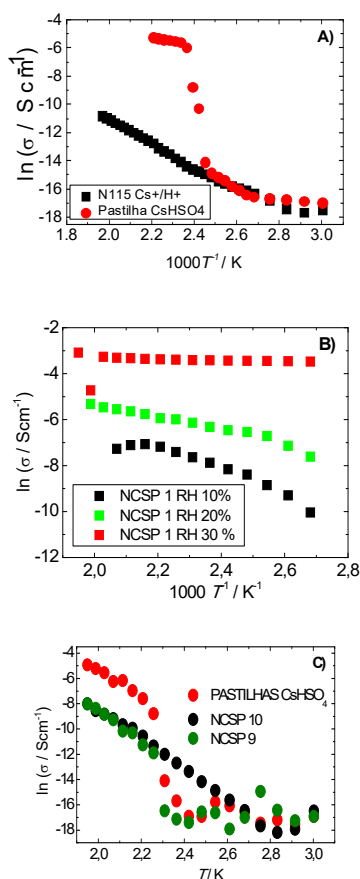 A)
-4
-6
-8
-10
-12
-14
-16
-18
ln (σ / S cm⁻¹)
N115 Cs+/H+
Pastilha CsHSO4
1.8 2.0 2.2 2.4 2.6 2.8 3.0
1000T⁻¹/ K
B)
-2
-4
-6
-8
-10
-12
ln (σ / Scm⁻¹)
NCSP 1 RH 10%
NCSP 1 RH 20%
NCSP 1 RH 30 %
2,0 2,2 2,4 2,6 2,8
1000 T⁻¹/ K⁻¹
C)
-4
-6
-8
-10
-12
-14
-16
-18
ln (σ / Scm⁻¹)
PASTILHAS CsHSO₄
NCSP 10
NCSP 9
2,0 2,2 2,4 2,6 2,8 3,0
T/ K